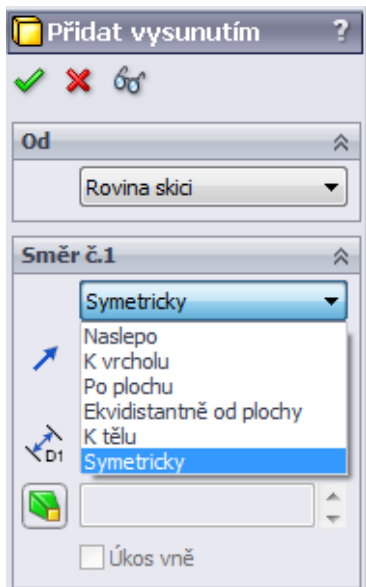 Přidat vysunutím ?
Od
Rovina skici
Směr č.1
Symetricky
Naslepo
K vrcholu
Po plochu
Ekvidistantně od plochy
K tělu
Symetricky
D1
Úkos vně